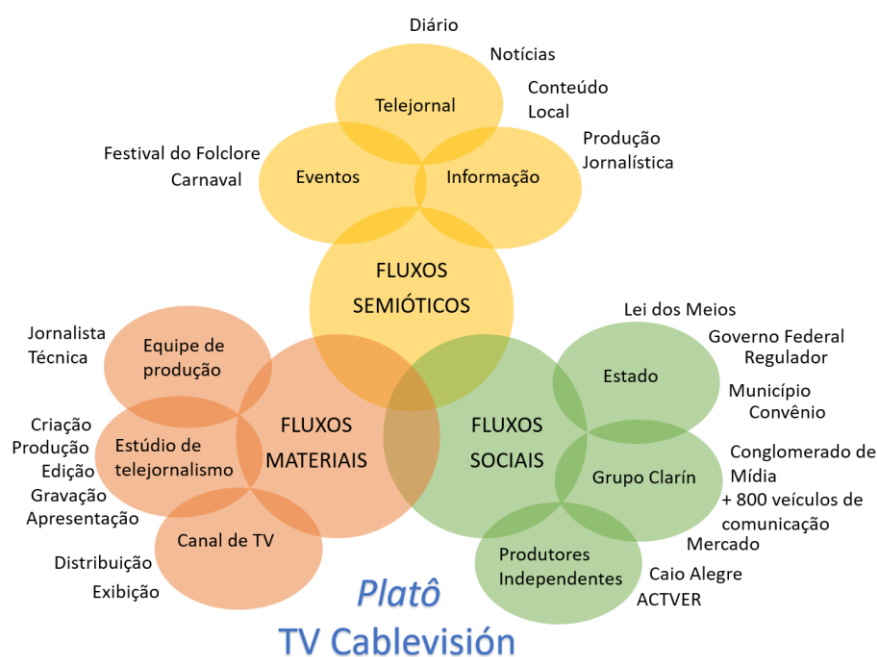 Diário
Notícias
Telejornal
Conteúdo
Local
Produção
Jornalística
Festival do Folclore
Carnaval
Eventos
Informação
FLUXOS
SEMIÓTICOS
Jornalista
Técnica
Equipe de
produção
Criação
Produção
Edição
Gravação
Apresentação
Estúdio de
telejornalismo
FLUXOS
MATERIAIS
Canal de TV
Distribuição
Exibição
FLUXOS
SOCIAIS
Lei dos Meios
Governo Federal
Regulador
Estado
Município
Convênio
Grupo Clarín
Conglomerado de
Mídia
+ 800 veículos de
comunicação
Mercado
Produtores
Independentes
Caio Alegre
ACTVER
Platô
TV Cablevisión